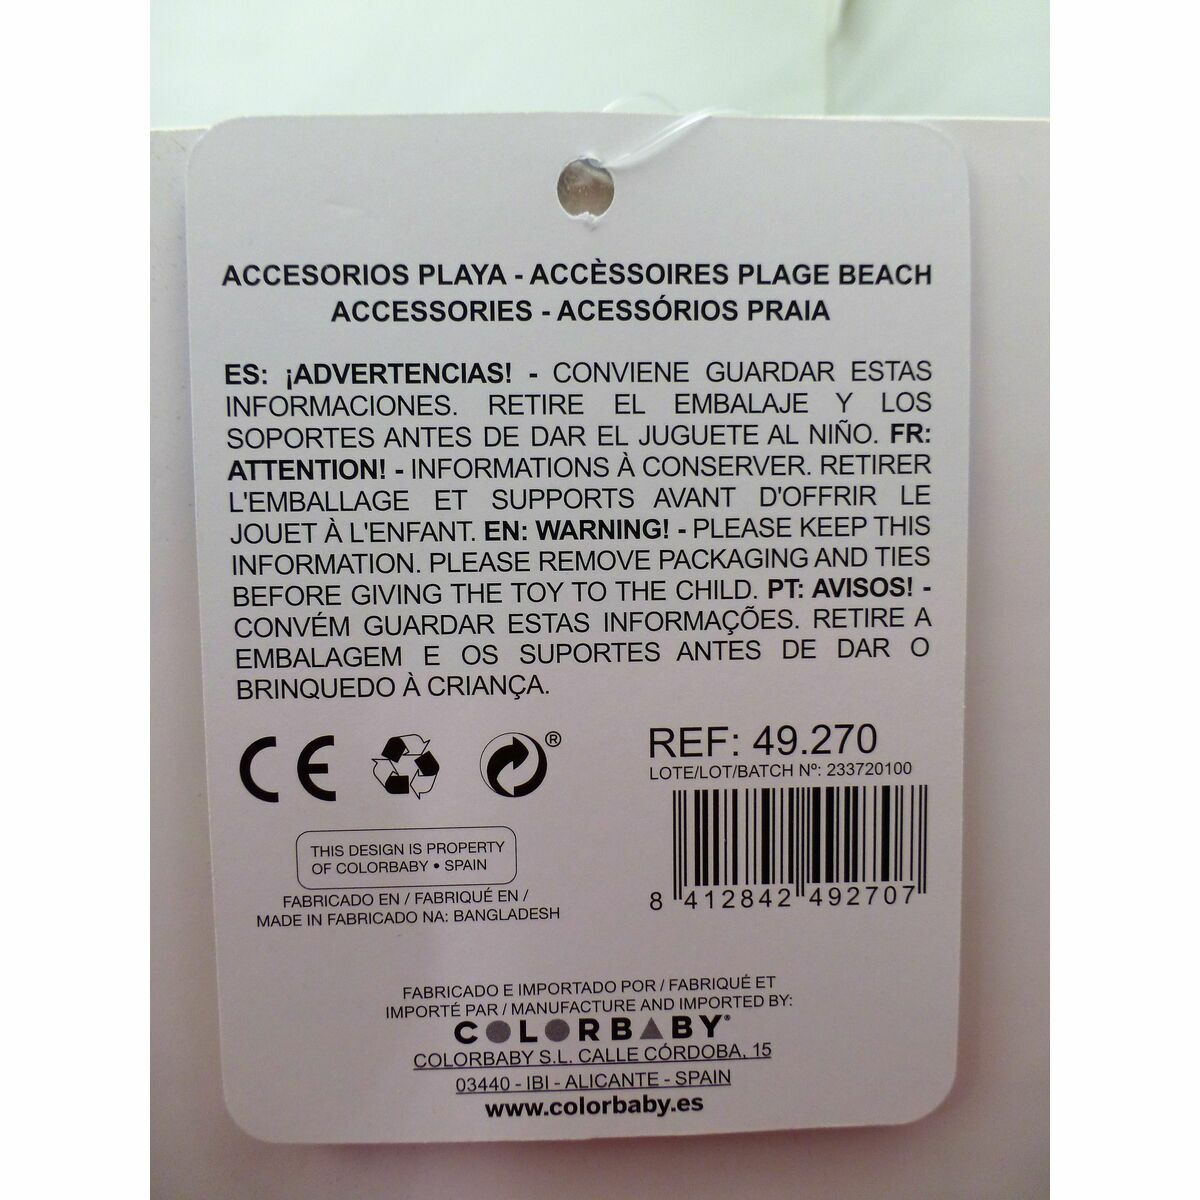 ACCESORIOS PLAYA - ACCÈSSOIRES PLAGE BEACH
ACCESSORIES - ACESSÓRIOS PRAIA
ES: ¡ADVERTENCIAS! - CONVIENE GUARDAR ESTAS
INFORMACIONES. RETIRE EL EMBALAJE Y LOS
SOPORTES ANTES DE DAR EL JUGUETE AL NIÑO. FR:
ATTENTION! - INFORMATIONS À CONSERVER. RETIRER
L'EMBALLAGE ET SUPPORTS AVANT D'OFFRIR LE
JOUET À L'ENFANT. EN: WARNING! - PLEASE KEEP THIS
INFORMATION. PLEASE REMOVE PACKAGING AND TIES
BEFORE GIVING THE TOY TO THE CHILD. PT: AVISOS! -
CONVÉM GUARDAR ESTAS INFORMAÇÕES. RETIRE A
EMBALAGEM E OS SUPORTES ANTES DE DAR O
BRINQUEDO À CRIANÇA.
CE
®
REF: 49.270
LOTE/LOT/BATCH Nº: 233720100
8 412842 492707
THIS DESIGN IS PROPERTY
OF COLORBABY • SPAIN
FABRICADO EN / FABRIQUÉ EN /
MADE IN FABRICADO NA: BANGLADESH
FABRICADO E IMPORTADO POR / FABRIQUÉ ET
IMPORTÉ PAR / MANUFACTURE AND IMPORTED BY:
COLORBABY®
COLORBABY S.L. CALLE CÓRDOBA, 15
03440 - IBI - ALICANTE - SPAIN
www.colorbaby.es